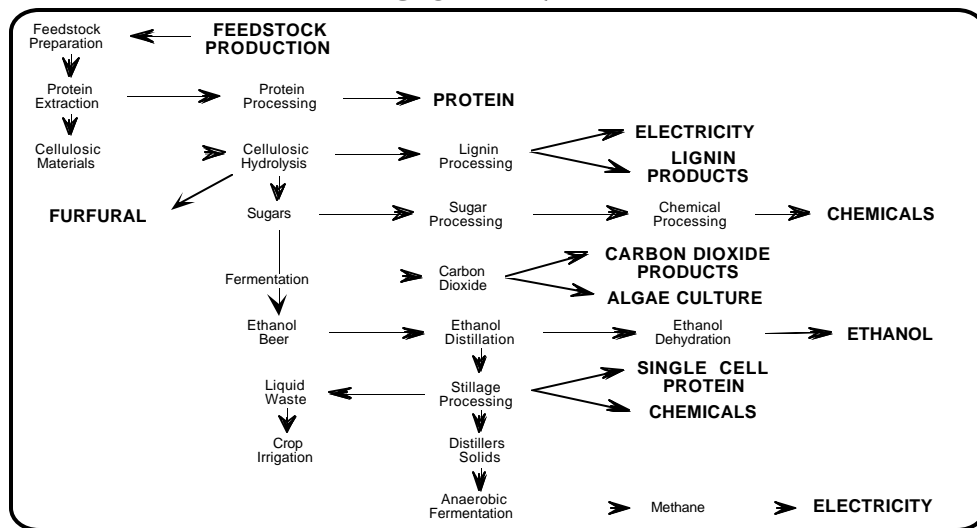 Feedstock
Preparation
FEEDSTOCK
PRODUCTION
Protein
Extraction
Protein
Processing
PROTEIN
Cellulosic
Materials
Cellulosic
Hydrolysis
Lignin
Processing
ELECTRICITY
LIGNIN
PRODUCTS
FURFURAL
Sugars
Sugar
Processing
Chemical
Processing
CHEMICALS
Fermentation
Carbon
Dioxide
CARBON DIOXIDE
PRODUCTS
ALGAE CULTURE
Ethanol
Beer
Ethanol
Distillation
Ethanol
Dehydration
ETHANOL
Liquid
Waste
Stillage
Processing
SINGLE CELL
PROTEIN
CHEMICALS
Crop
Irrigation
Distillers
Solids
Anaerobic
Fermentation
Methane
ELECTRICITY